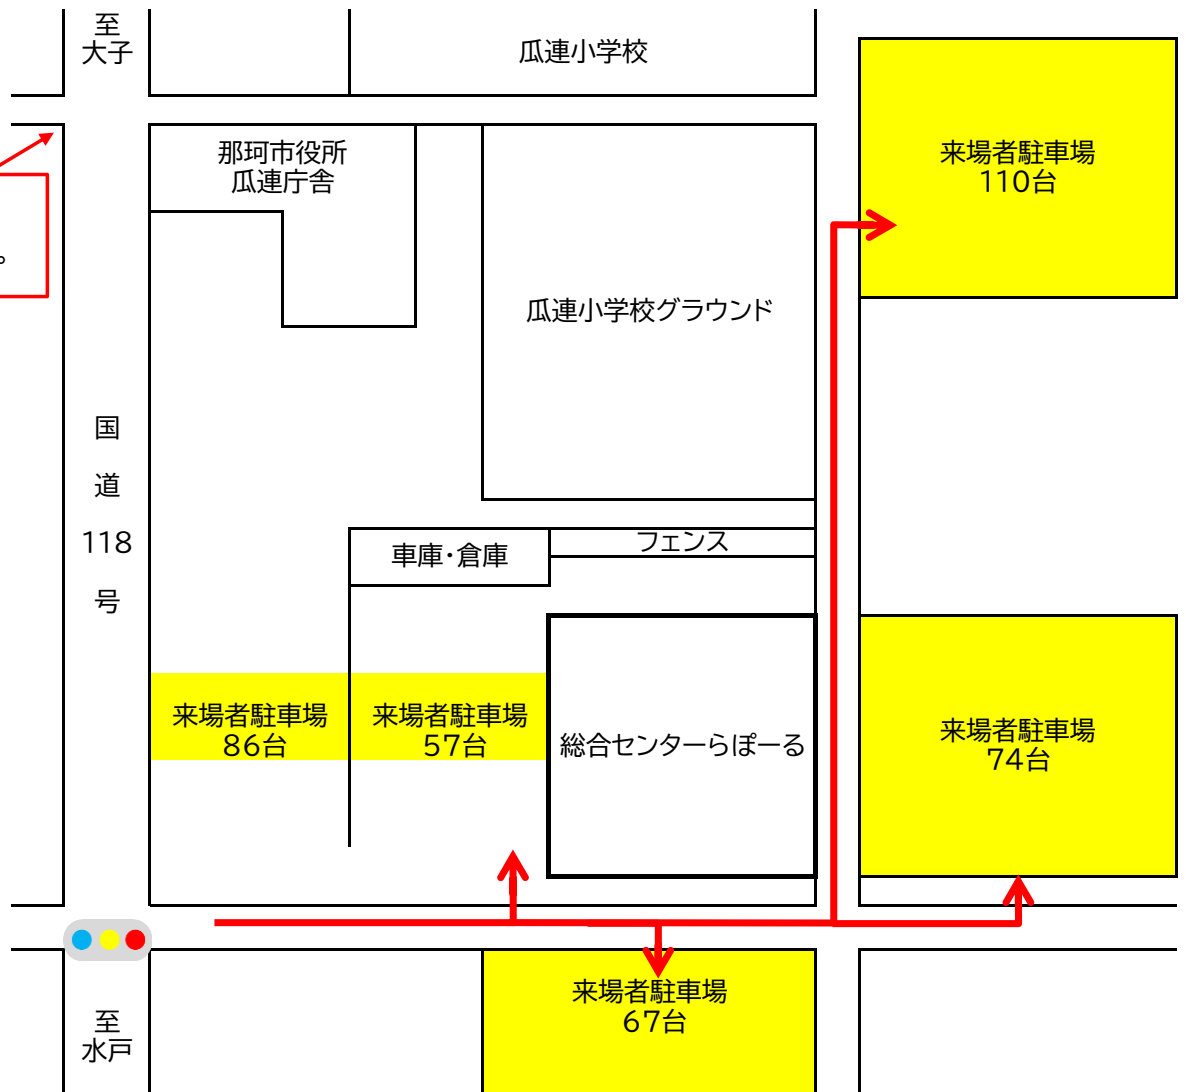 至
大子
瓜連小学校
那珂市役所
瓜連庁舎
来場者駐車場
110台
。
瓜連小学校グラウンド
国
道
118
号
車庫・倉庫
フェンス
来場者駐車場
86台
来場者駐車場
57台
総合センターらぽーる
来場者駐車場
74台
来場者駐車場
67台
至
水戸